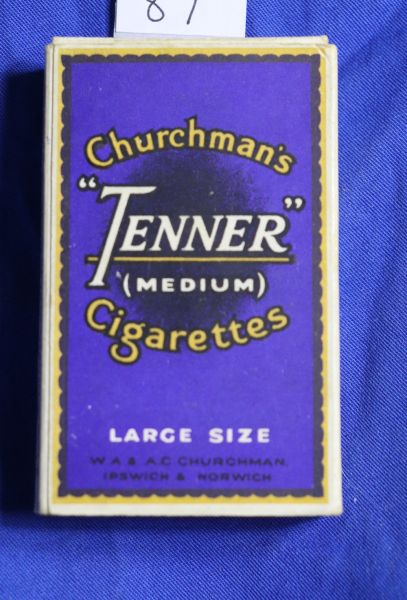 87
Churchman's
"TENNER"
(MEDIUM)
Cigarettes
LARGE SIZE
W.A & A.C CHURCHMAN,
IPSWICH & NORWICH